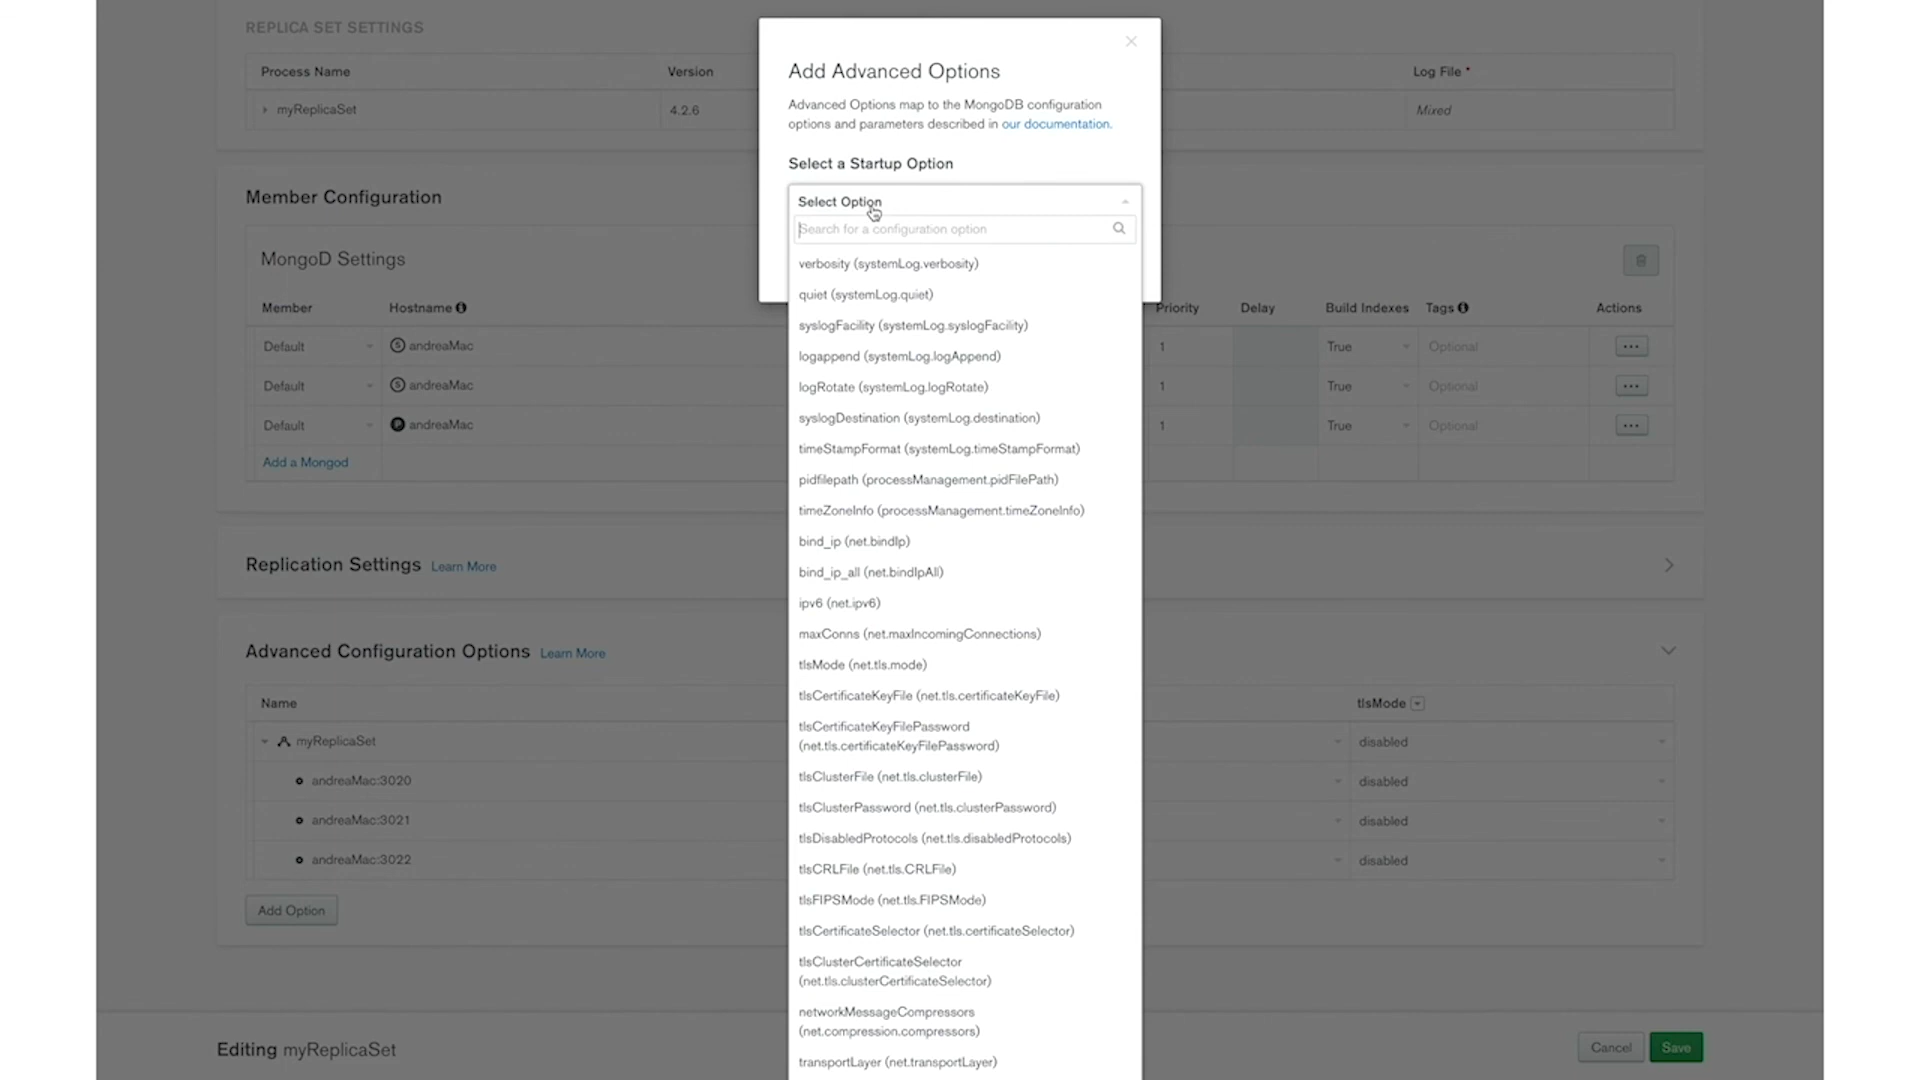 REPLICA SET SETTINGS
Process Name Version Log File *
myReplicaSet 4.2.6 Mixed
Member Configuration
MongoD Settings
Member Hostname Priority Delay Build Indexes Tags Actions
Default S andreaMac 1 True Optional
Default S andreaMac 1 True Optional
Default P andreaMac 1 True Optional
Add a Mongod
Replication Settings Learn More
Advanced Configuration Options Learn More
Name tlsMode
myReplicaSet disabled
andreaMac:3020 disabled
andreaMac:3021 disabled
andreaMac:3022 disabled
Add Option
Editing myReplicaSet
Cancel Save
Add Advanced Options
Advanced Options map to the MongoDB configuration
options and parameters described in our documentation.
Select a Startup Option
Select Option
Search for a configuration option
verbosity (systemLog.verbosity)
quiet (systemLog.quiet)
syslogFacility (systemLog.syslogFacility)
logappend (systemLog.logAppend)
logRotate (systemLog.logRotate)
syslogDestination (systemLog.destination)
timeStampFormat (systemLog.timeStampFormat)
pidfilepath (processManagement.pidFilePath)
timeZoneInfo (processManagement.timeZoneInfo)
bind_ip (net.bindIp)
bind_ip_all (net.bindIpAll)
ipv6 (net.ipv6)
maxConns (net.maxIncomingConnections)
tlsMode (net.tls.mode)
tlsCertificateKeyFile (net.tls.certificateKeyFile)
tlsCertificateKeyFilePassword
(net.tls.certificateKeyFilePassword)
tlsClusterFile (net.tls.clusterFile)
tlsClusterPassword (net.tls.clusterPassword)
tlsDisabledProtocols (net.tls.disabledProtocols)
tlsCRLFile (net.tls.CRLFile)
tlsFIPSMode (net.tls.FIPSMode)
tlsCertificateSelector (net.tls.certificateSelector)
tlsClusterCertificateSelector
(net.tls.clusterCertificateSelector)
networkMessageCompressors
(net.compression.compressors)
transportLayer (net.transportLayer)